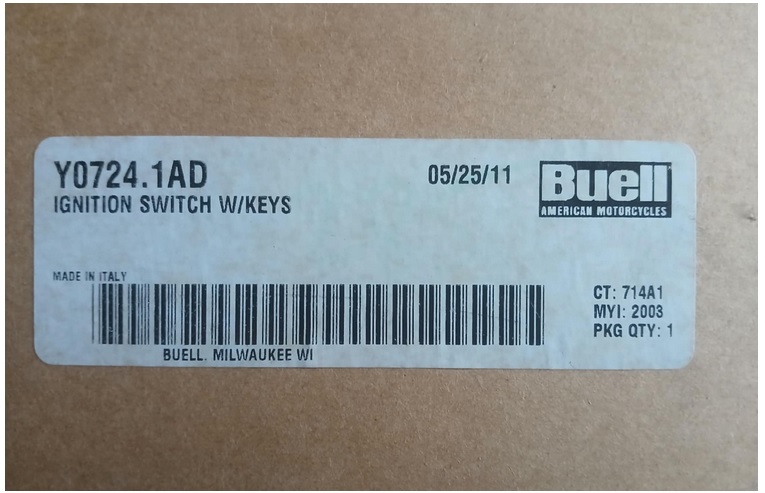 Y0724.1AD
IGNITION SWITCH W/KEYS
05/25/11
Buell
AMERICAN MOTORCYCLES
MADE IN ITALY
BUELL. MILWAUKEE WI
CT: 714A1
MYI: 2003
PKG QTY: 1